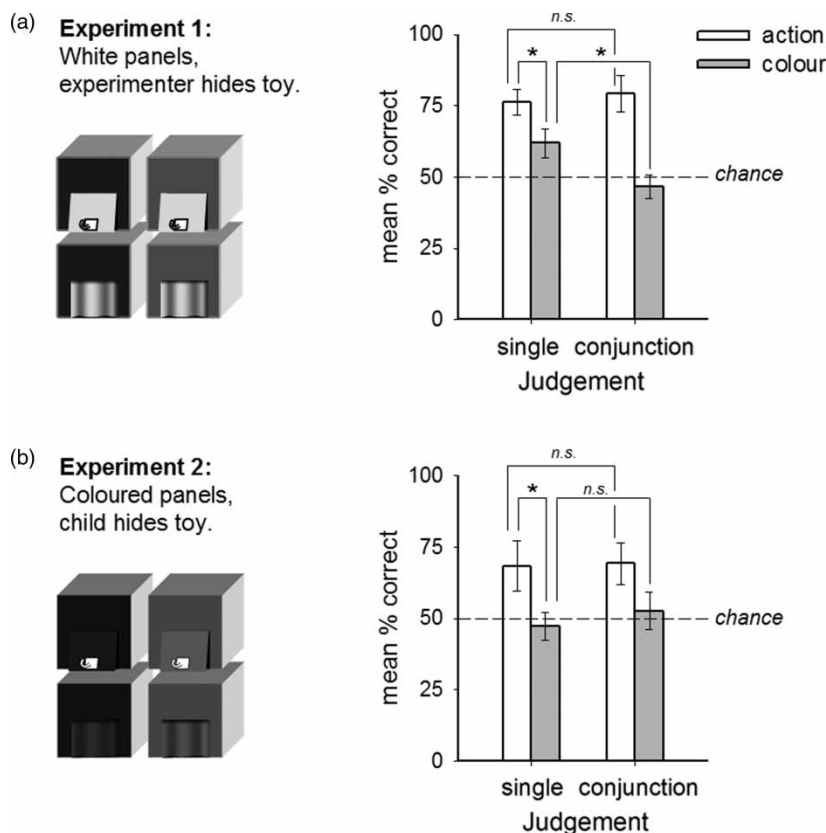 (a)
Experiment 1:
White panels,
experimenter hides toy.
n.s.
* *
action
colour
100
75
50
25
0
mean % correct
chance
single conjunction
Judgement
(b)
Experiment 2:
Coloured panels,
child hides toy.
n.s.
* n.s.
100
75
50
25
0
mean % correct
chance
single conjunction
Judgement